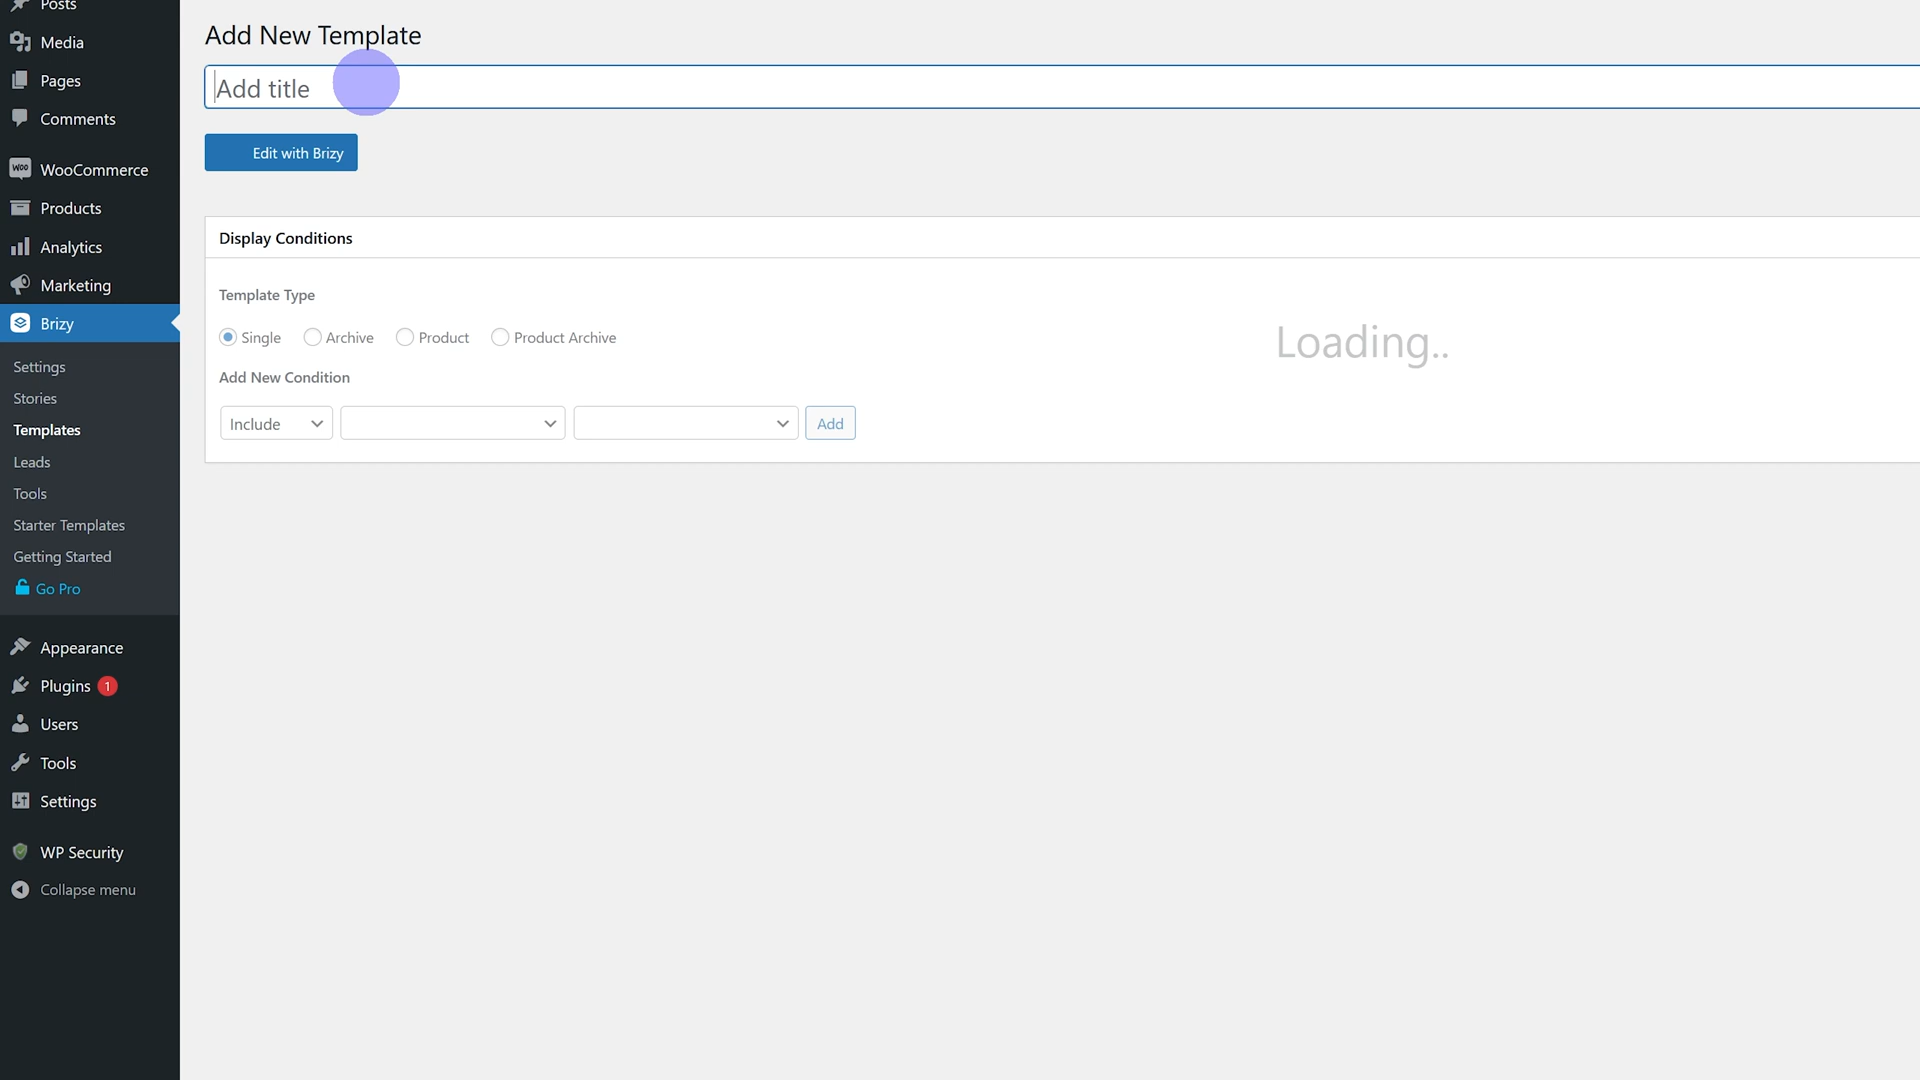 Posts
Media
Pages
Comments
WOO WooCommerce
Products
Analytics
Marketing
Brizy
Settings
Stories
Templates
Leads
Tools
Starter Templates
Getting Started
Go Pro
Appearance
Plugins 1
Users
Tools
Settings
WP Security
Collapse menu
Add New Template
Add title
Edit with Brizy
Display Conditions
Template Type
Single Archive Product Product Archive
Loading..
Add New Condition
Include Add